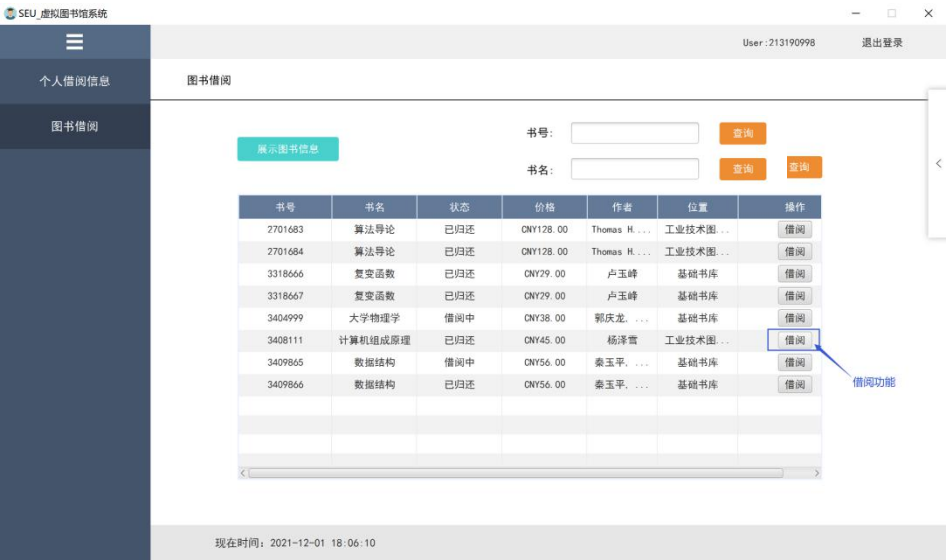 SEU_虚拟图书馆系统
User:213190998 退出登录
个人借阅信息
图书借阅
图书借阅
展示图书信息
书号: 查询
书名: 查询 查询
书号 书名 状态 价格 作者 位置 操作
2701683 算法导论 已归还 CNY128.00 Thomas H.... 工业技术图... 借阅
2701684 算法导论 已归还 CNY128.00 Thomas H.... 工业技术图... 借阅
3318666 复变函数 已归还 CNY29.00 卢玉峰 基础书库 借阅
3318667 复变函数 已归还 CNY29.00 卢玉峰 基础书库 借阅
3404999 大学物理学 借阅中 CNY38.00 郭庆龙, ... 基础书库 借阅
3408111 计算机组成原理 已归还 CNY45.00 杨泽雪 工业技术图... 借阅
3409865 数据结构 借阅中 CNY56.00 秦玉平, ... 基础书库 借阅
3409866 数据结构 已归还 CNY56.00 秦玉平, ... 基础书库 借阅
借阅功能
现在时间：2021-12-01 18:06:10